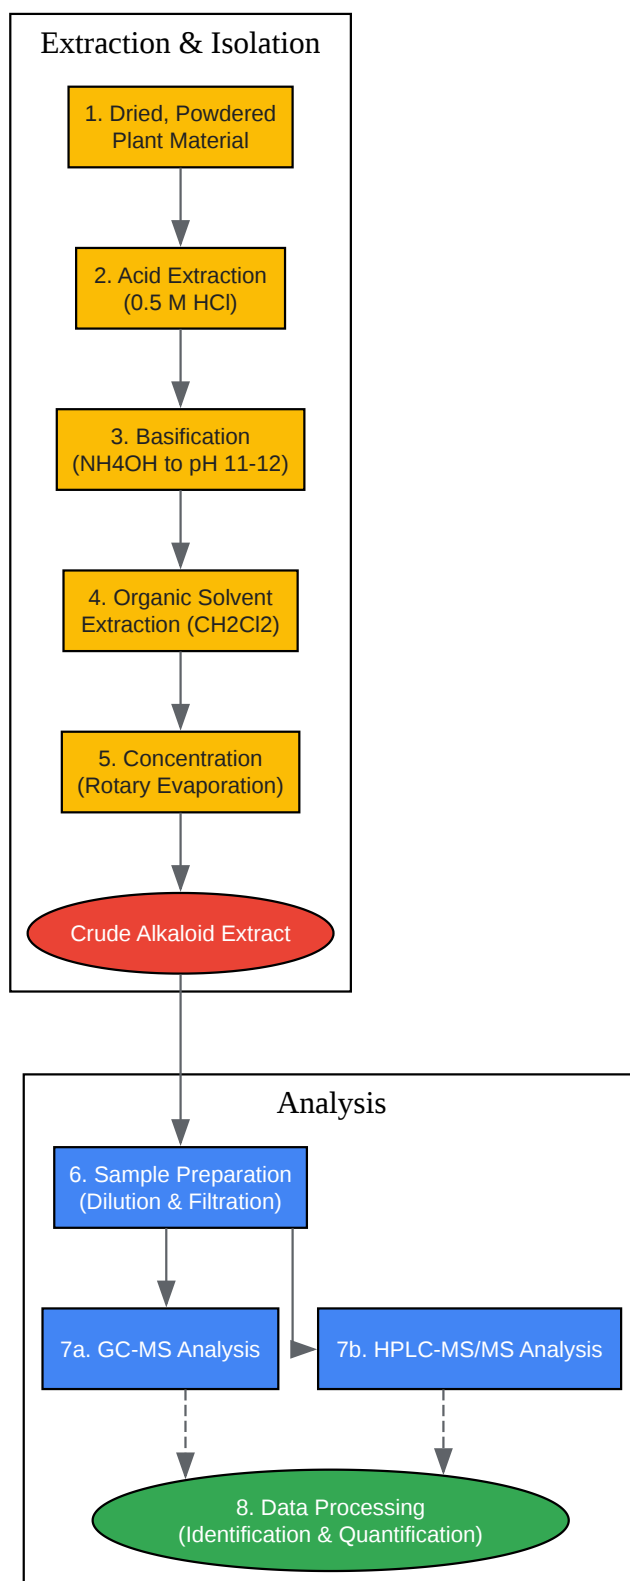 Extraction & Isolation
1. Dried, Powdered
Plant Material
2. Acid Extraction
(0.5 M HCl)
3. Basification
(NH4OH to pH 11-12)
4. Organic Solvent
Extraction (CH2Cl2)
5. Concentration
(Rotary Evaporation)
Crude Alkaloid Extract
Analysis
6. Sample Preparation
(Dilution & Filtration)
7a. GC-MS Analysis
7b. HPLC-MS/MS Analysis
8. Data Processing
(Identification & Quantification)